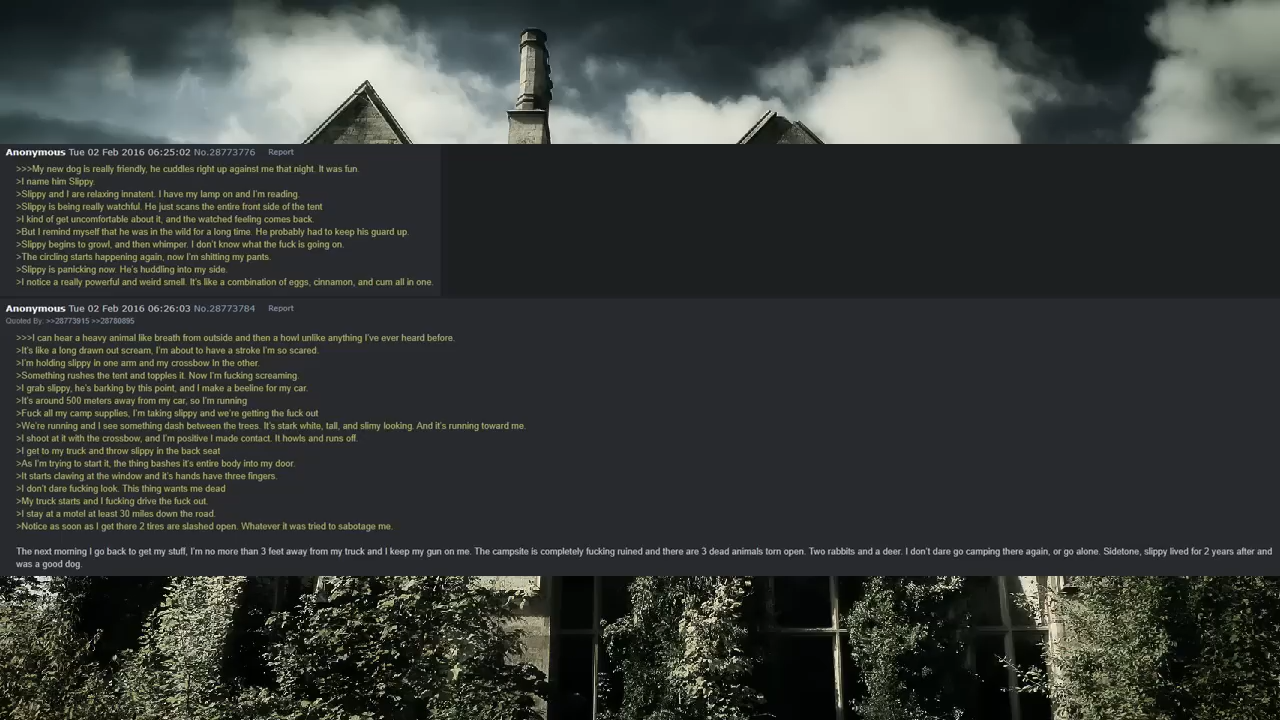 Anonymous Tue 02 Feb 2016 06:25:02 No.28773776 Report
>>>My new dog is really friendly, he cuddles right up against me that night. It was fun.
>I name him Slippy.
>Slippy and I are relaxing innatent. I have my lamp on and I'm reading
>Slippy is being really watchful. He just scans the entire front side of the tent
>I kind of get uncomfortable about it, and the watched feeling comes back.
>But I remind myself that he was in the wild for a long time. He probably had to keep his guard up.
>Slippy begins to growl, and then whimper. I don't know what the fuck is going on.
>The circling starts happening again, now I'm shitting my pants.
>Slippy is panicking now. He's huddling into my side.
>I notice a really powerful and weird smell. It's like a combination of eggs, cinnamon, and cum all in one.
Anonymous Tue 02 Feb 2016 06:26:03 No.28773784 Report
Quoted By: >>28773915 >>28780895
>>>I can hear a heavy animal like breath from outside and then a howl unlike anything I've ever heard before.
>It's like a long drawn out scream, I'm about to have a stroke I'm so scared.
>I'm holding slippy in one arm and my crossbow In the other.
>Something rushes the tent and topples it. Now I'm fucking screaming.
>I grab slippy, he's barking by this point, and I make a beeline for my car.
>It's around 500 meters away from my car, so I'm running
>Fuck all my camp supplies, I'm taking slippy and we're getting the fuck out
>We're running and I see something dash between the trees. It's stark white, tall, and slimy looking. And it's running toward me.
>I shoot at it with the crossbow, and I'm positive I made contact. It howls and runs off.
>I get to my truck and throw slippy in the back seat
>As I'm trying to start it, the thing bashes it's entire body into my door.
>It starts clawing at the window and it's hands have three fingers.
>I don't dare fucking look. This thing wants me dead
>My truck starts and I fucking drive the fuck out.
>I stay at a motel at least 30 miles down the road.
>Notice as soon as I get there 2 tires are slashed open. Whatever it was tried to sabotage me.
The next morning I go back to get my stuff, I'm no more than 3 feet away from my truck and I keep my gun on me. The campsite is completely fucking ruined and there are 3 dead animals torn open. Two rabbits and a deer. I don't dare go camping there again, or go alone. Sidetone, slippy lived for 2 years after and
was a good dog.